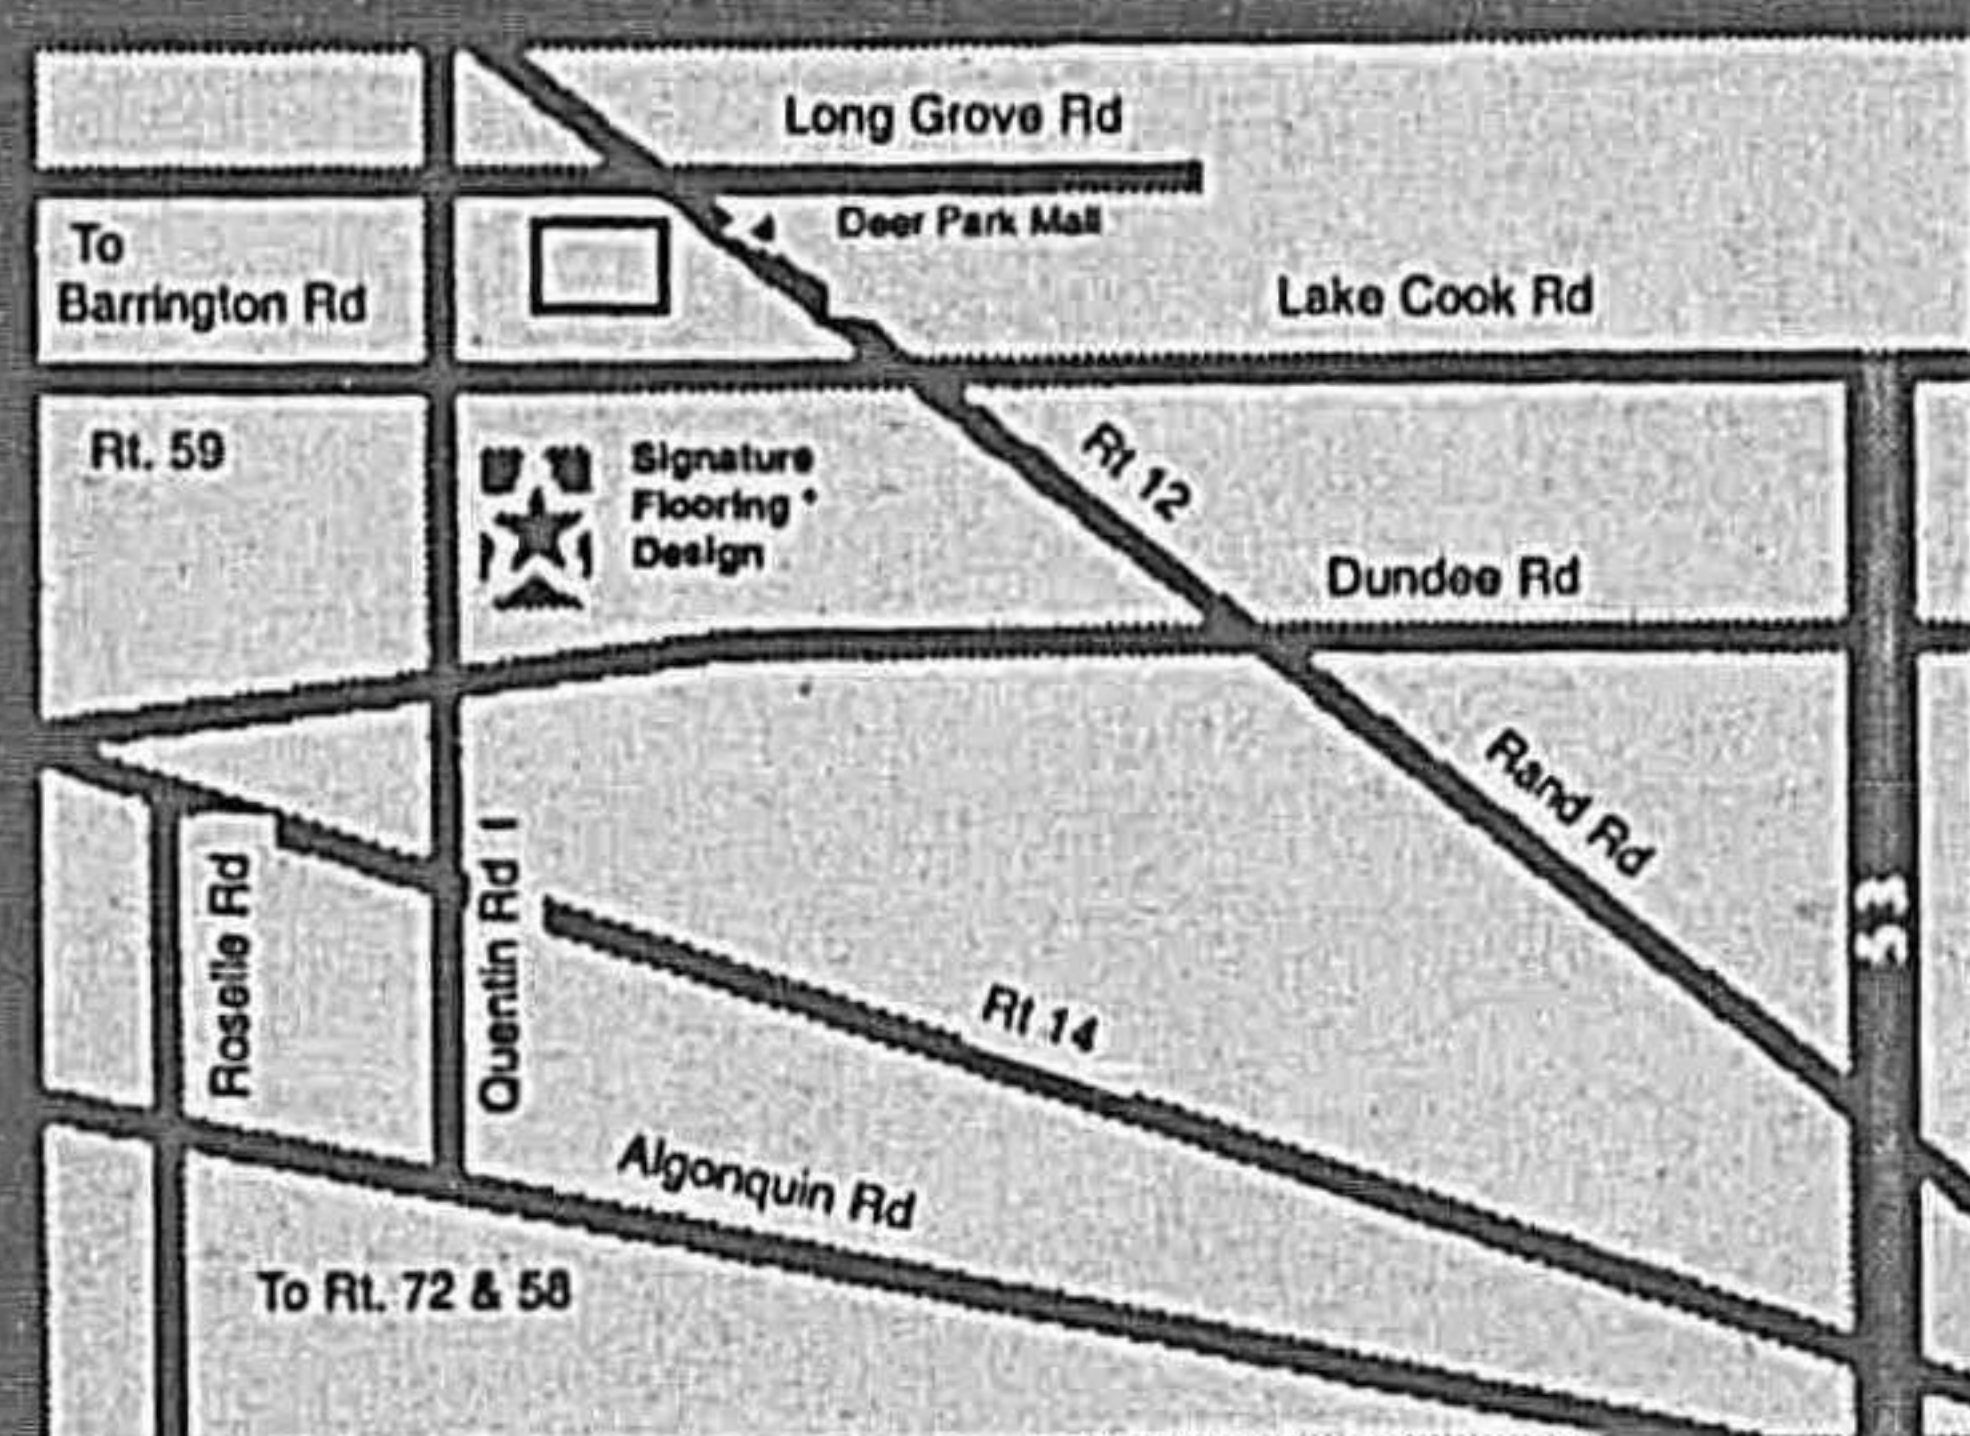 Long Grove Rd
Deer Park Mall
To
Barrington Rd
Lake Cook Rd
Rt. 59
Signature
Flooring *
Design
Rt 12
Dundee Rd
Rand Rd
53
Roselle Rd
Quentin Rd
Rt 14
Algonquin Rd
To Rt. 72 & 58